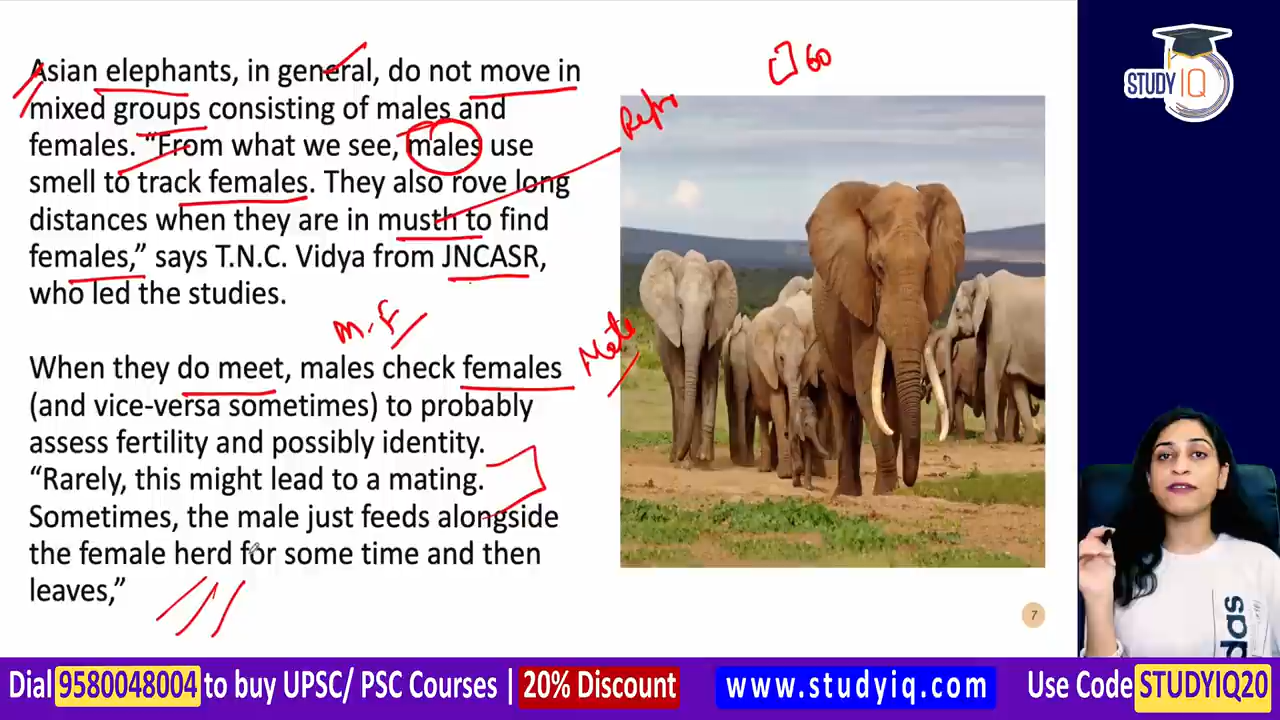 Asian elephants, in general, do not move in
mixed groups consisting of males and
females. “From what we see, males use
smell to track females. They also rove long
distances when they are in musth to find
females,” says T.N.C. Vidya from JNCASR,
who led the studies.
M. F
When they do meet, males check females
(and vice-versa sometimes) to probably
assess fertility and possibly identity.
“Rarely, this might lead to a mating.
Sometimes, the male just feeds alongside
the female herd for some time and then
leaves,”
60
Mate
7
STUDY IQ
das
Dial 9580048004 to buy UPSC/ PSC Courses | 20% Discount
www.studyiq.com
Use Code STUDYIQ20